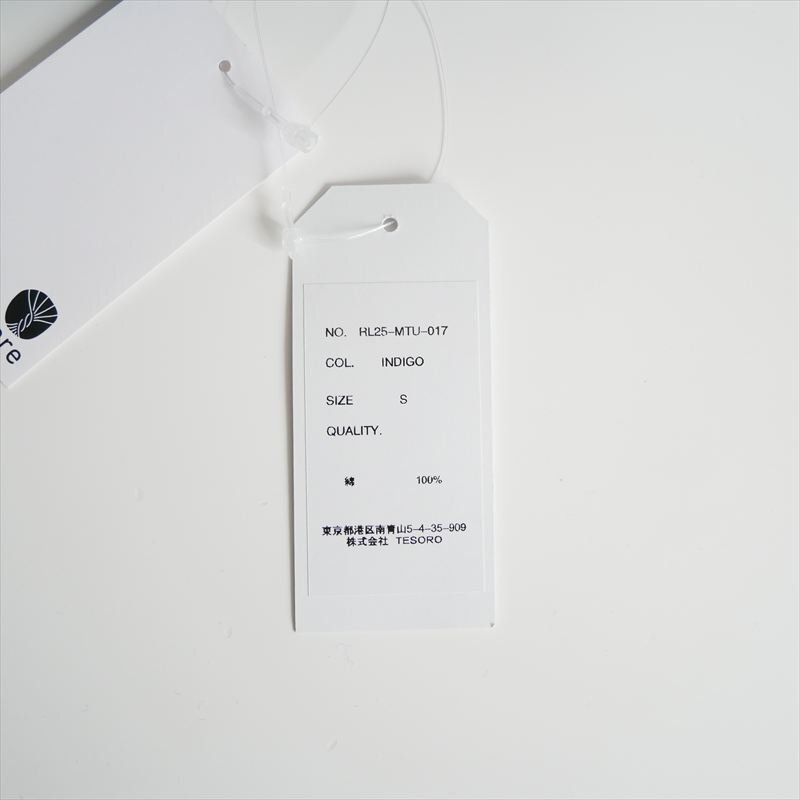 NO. RL25-MTU-017
COL. INDIGO
SIZE S
QUALITY.
綿 100%
東京都港区南青山5-4-35-909
株式会社 TESORO